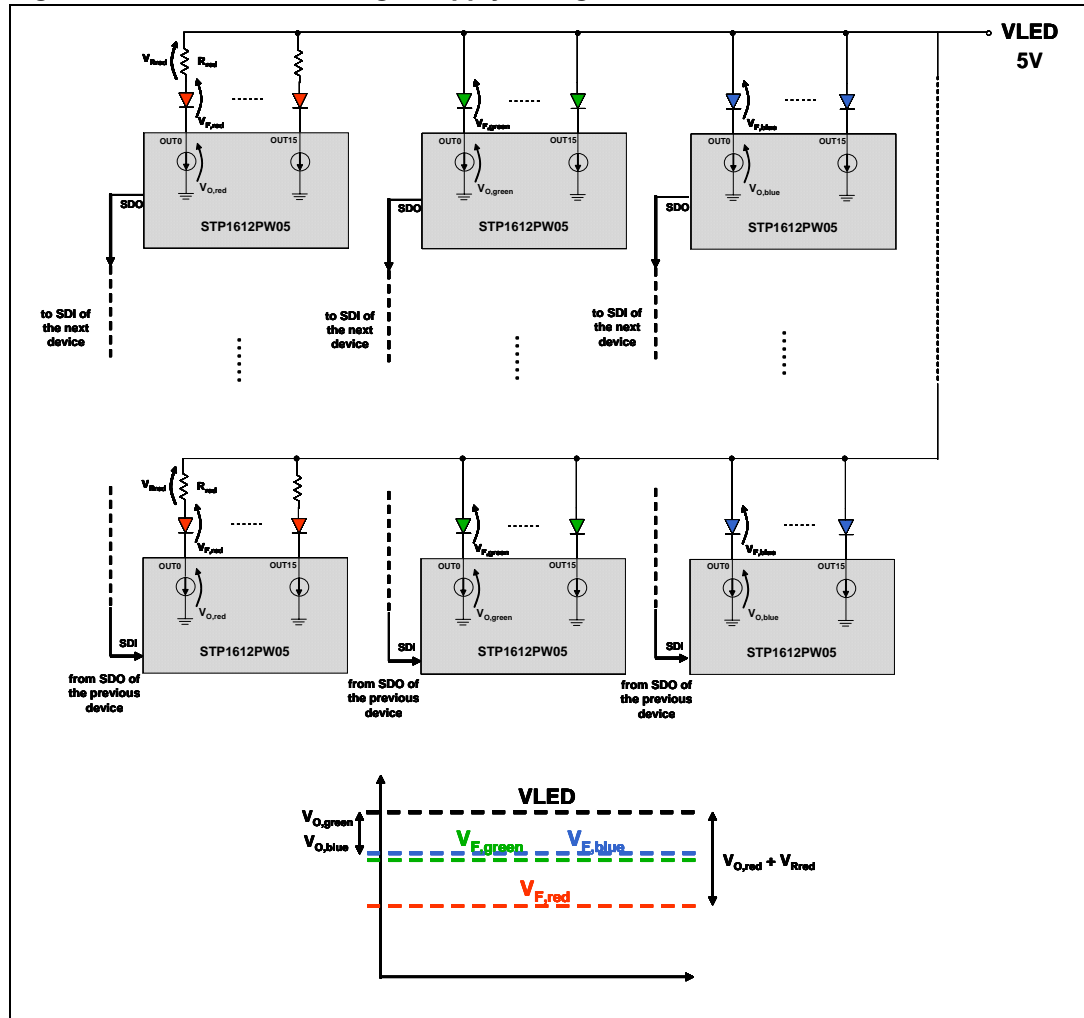 VLED
5V
VRred
Rred
VF,red
VF,green
VF,blue
OUT0
OUT15
VO,red
SDO
STP1612PW05
OUT0
OUT15
VO,green
SDO
STP1612PW05
OUT0
OUT15
VO,blue
SDO
STP1612PW05
to SDI of
the next
device
to SDI of
the next
device
to SDI of
the next
device
VRred
Rred
VF,red
VF,green
VF,blue
OUT0
OUT15
VO,red
SDI
STP1612PW05
OUT0
OUT15
VO,green
SDI
STP1612PW05
OUT0
OUT15
VO,blue
SDI
STP1612PW05
from SDO of
the previous
device
from SDO of
the previous
device
from SDO of
the previous
device
VLED
VO,green
VO,blue
VF,green
VF,blue
VO,red + VRred
VF,red